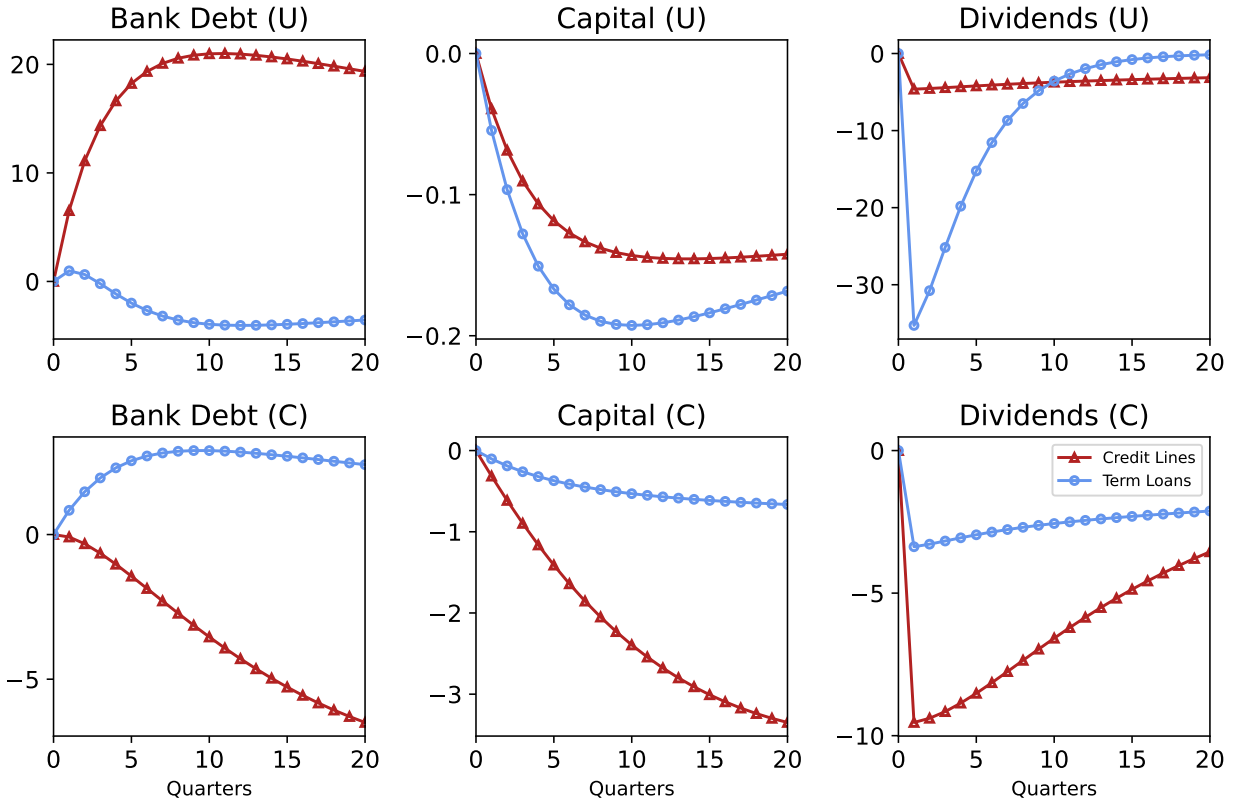 Bank Debt (U)
Capital (U)
Dividends (U)
20
10
0
0 5 10 15 20
0.0
−0.1
−0.2
0 5 10 15 20
0
−10
−20
−30
0 5 10 15 20
Bank Debt (C)
Capital (C)
Dividends (C)
0
−5
0 5 10 15 20
Quarters
0
−1
−2
−3
0 5 10 15 20
Quarters
0
−5
−10
Credit Lines
Term Loans
0 5 10 15 20
Quarters